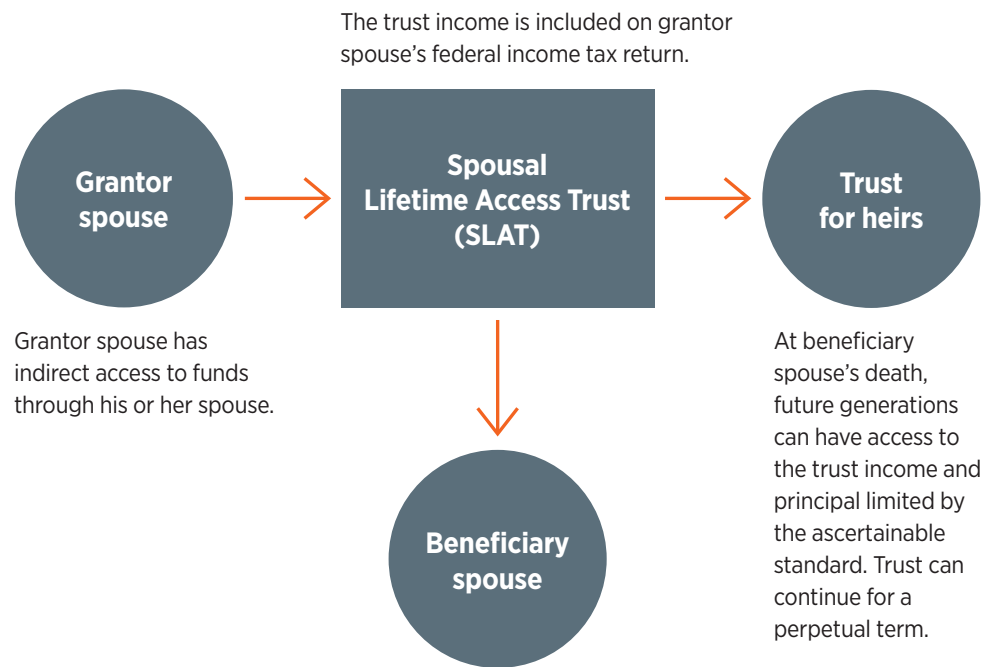 The trust income is included on grantor
spouse’s federal income tax return.
Grantor
spouse
Spousal
Lifetime Access Trust
(SLAT)
Trust
for heirs
Grantor spouse has
indirect access to funds
through his or her spouse.
At beneficiary
spouse’s death,
future generations
can have access to
the trust income and
principal limited by
the ascertainable
standard. Trust can
continue for a
perpetual term.
Beneficiary
spouse